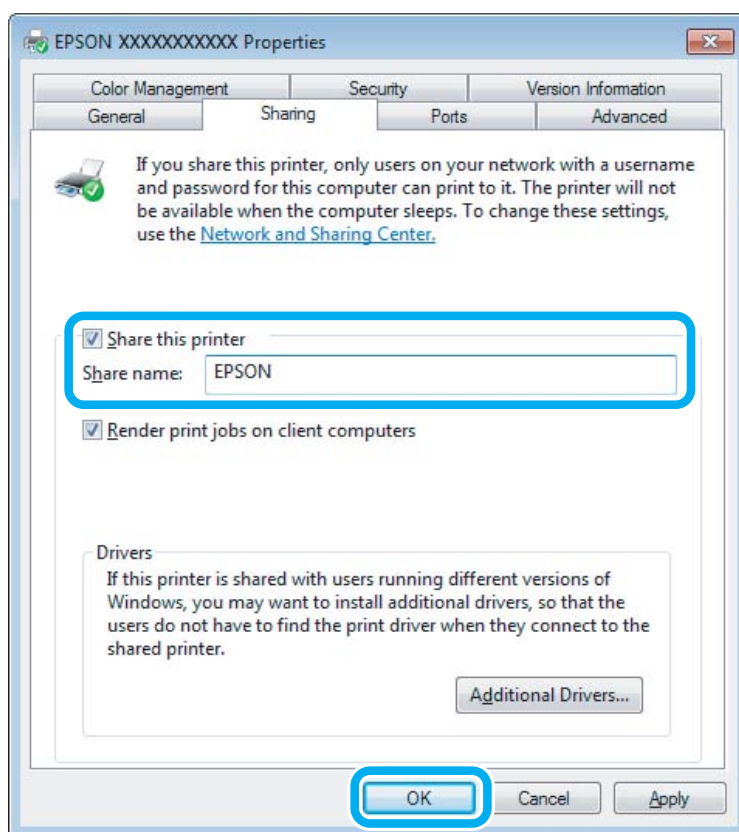 EPSON XXXXXXXXXXX Properties
Color Management Security Version Information
General Sharing Ports Advanced
If you share this printer, only users on your network with a username
and password for this computer can print to it. The printer will not
be available when the computer sleeps. To change these settings,
use the Network and Sharing Center.
Share this printer
Share name: EPSON
Render print jobs on client computers
Drivers
If this printer is shared with users running different versions of
Windows, you may want to install additional drivers, so that the
users do not have to find the print driver when they connect to the
shared printer.
Additional Drivers...
OK Cancel Apply